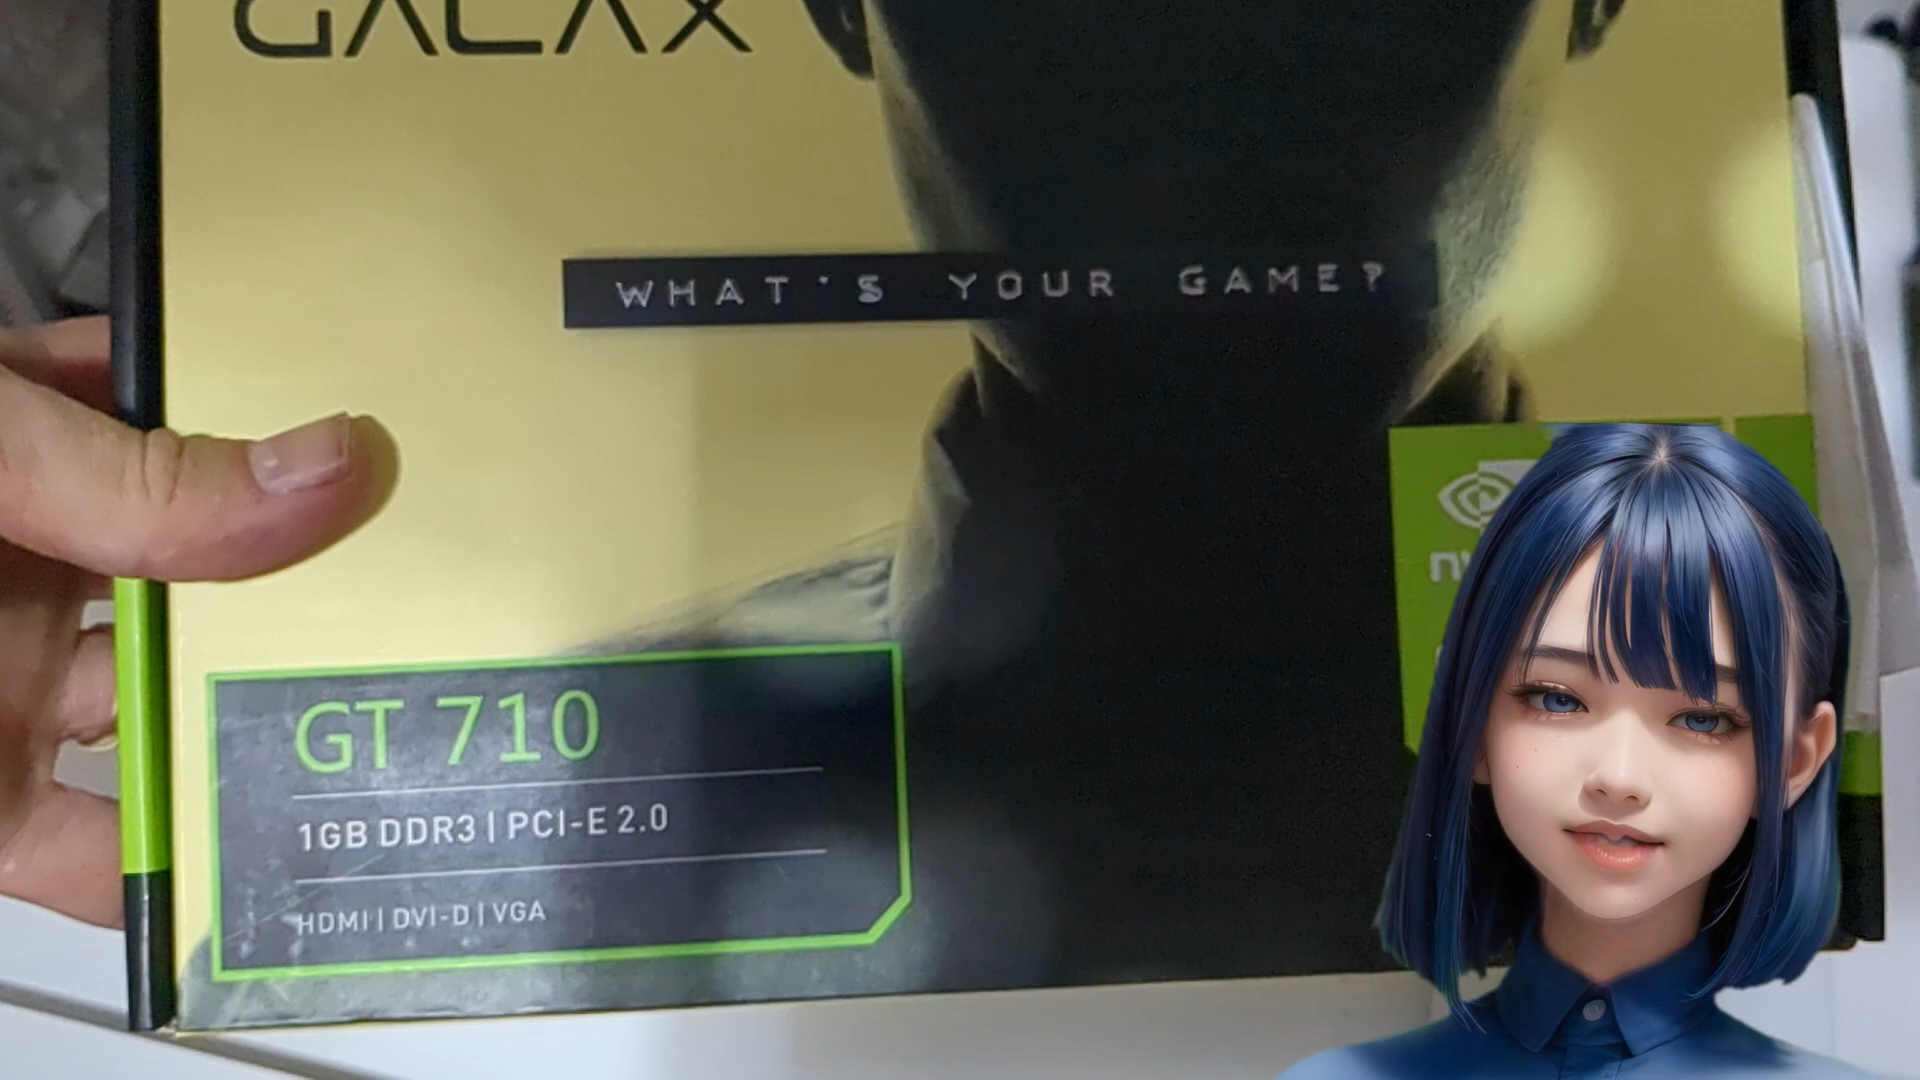 GALAX
WHAT'S YOUR GAME?
GT 710
1GB DDR3 | PCI-E 2.0
HDMI | DVI-D | VGA